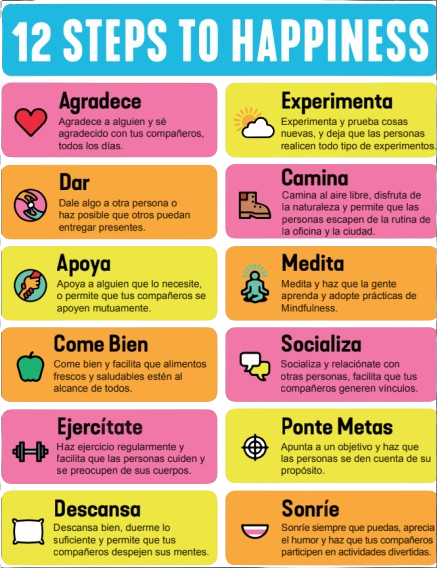 12 STEPS TO HAPPINESS
Agradece
Agradece a alguien y sé
agradecido con tus compañeros,
todos los días.
Experimenta
Experimenta y prueba cosas
nuevas, y deja que las personas
realicen todo tipo de experimentos.
Dar
Dale algo a otra persona o
haz posible que otros puedan
entregar presentes.
Camina
Camina al aire libre, disfruta de
la naturaleza y permite que las
personas escapen de la rutina de
la oficina y la ciudad.
Apoya
Apoya a alguien que lo necesite,
o permite que tus compañeros se
apoyen mutuamente.
Medita
Medita y haz que la gente
aprenda y adopte prácticas de
Mindfulness.
Come Bien
Come bien y facilita que alimentos
frescos y saludables estén al
alcance de todos.
Socializa
Socializa y relaciónate con
otras personas, facilita que tus
compañeros generen vínculos.
Ejercítate
Haz ejercicio regularmente y
facilita que las personas cuiden y
se preocupen de sus cuerpos.
Ponte Metas
Apunta a un objetivo y haz que
las personas se den cuenta de su
propósito.
Descansa
Descansa bien, duerme lo
suficiente y permite que tus
compañeros despejen sus mentes.
Sonríe
Sonríe siempre que puedas, aprecia
el humor y haz que tus compañeros
participen en actividades divertidas.